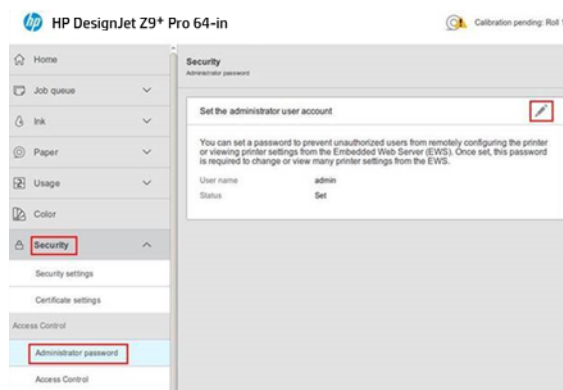 hp HP DesignJet Z9+ Pro 64-in
Calibration pending: Roll 1
Home
Job queue
Ink
Paper
Usage
Color
Security
Security settings
Certificate settings
Access Control
Administrator password
Access Control
Security
Administrator password
Set the administrator user account
You can set a password to prevent unauthorized users from remotely configuring the printer
or viewing printer settings from the Embedded Web Server (EWS). Once set, this password
is required to change or view many printer settings from the EWS.
User name admin
Status Set